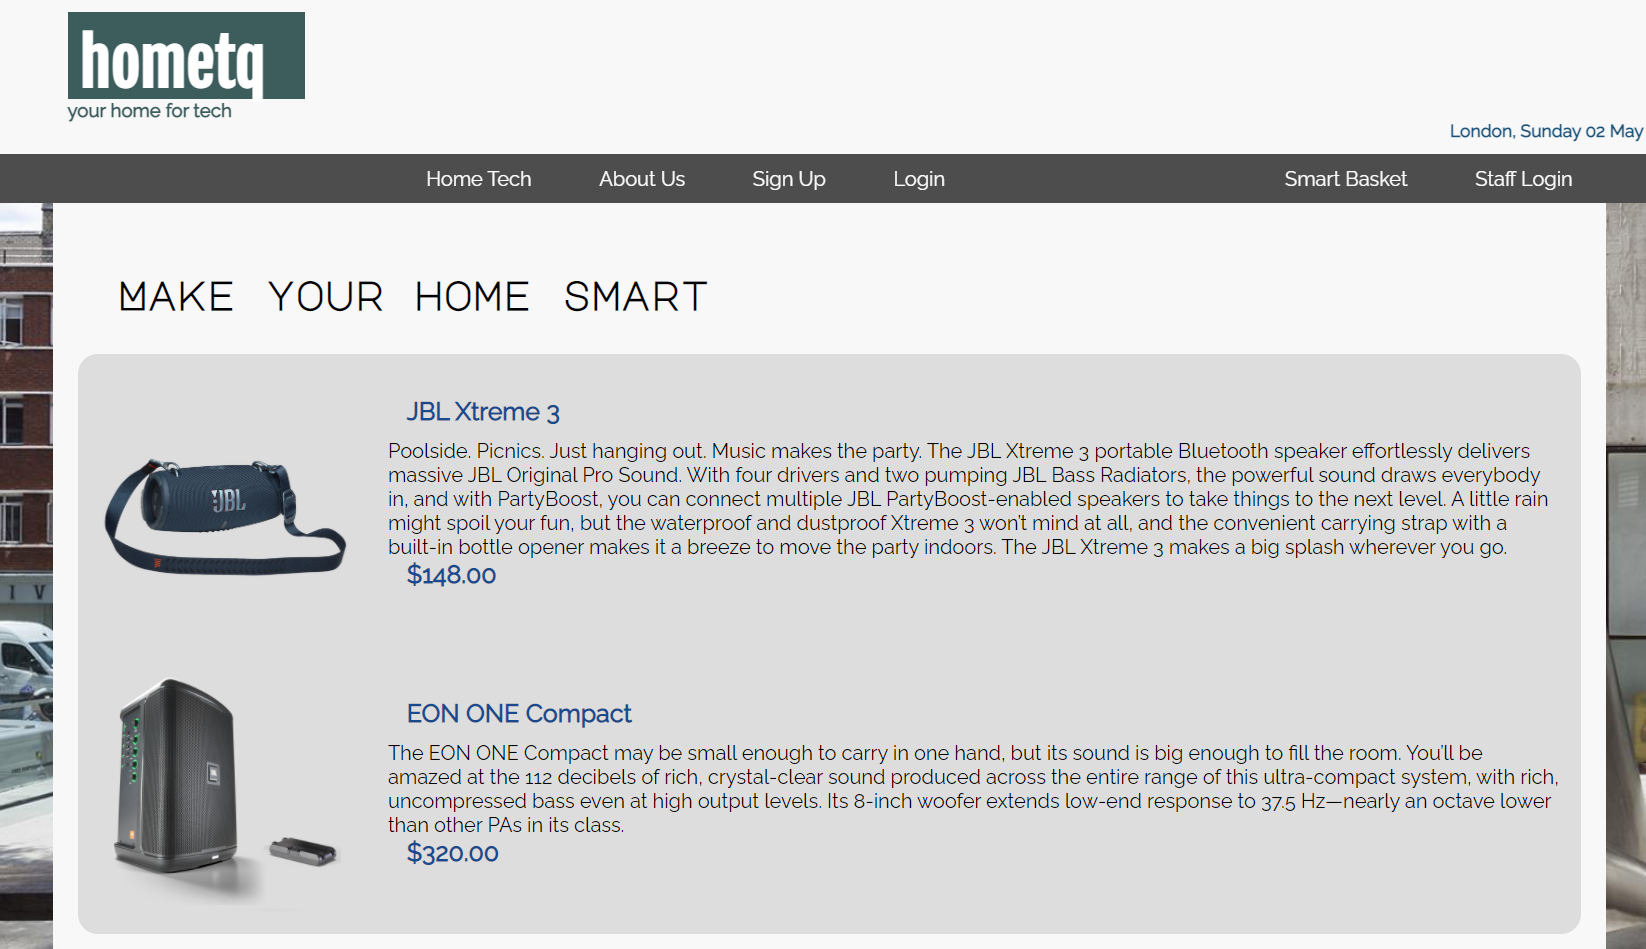 hometq
your home for tech
London, Sunday 02 May
Home Tech About Us Sign Up Login Smart Basket Staff Login
MAKE YOUR HOME SMART
JBL Xtreme 3
Poolside. Picnics. Just hanging out. Music makes the party. The JBL Xtreme 3 portable Bluetooth speaker effortlessly delivers
massive JBL Original Pro Sound. With four drivers and two pumping JBL Bass Radiators, the powerful sound draws everybody
in, and with PartyBoost, you can connect multiple JBL PartyBoost-enabled speakers to take things to the next level. A little rain
might spoil your fun, but the waterproof and dustproof Xtreme 3 won't mind at all, and the convenient carrying strap with a
built-in bottle opener makes it a breeze to move the party indoors. The JBL Xtreme 3 makes a big splash wherever you go.
$148.00
JBL
I V
EON ONE Compact
The EON ONE Compact may be small enough to carry in one hand, but its sound is big enough to fill the room. You'll be
amazed at the 112 decibels of rich, crystal-clear sound produced across the entire range of this ultra-compact system, with rich,
uncompressed bass even at high output levels. Its 8-inch woofer extends low-end response to 37.5 Hz—nearly an octave lower
than other PAs in its class.
$320.00